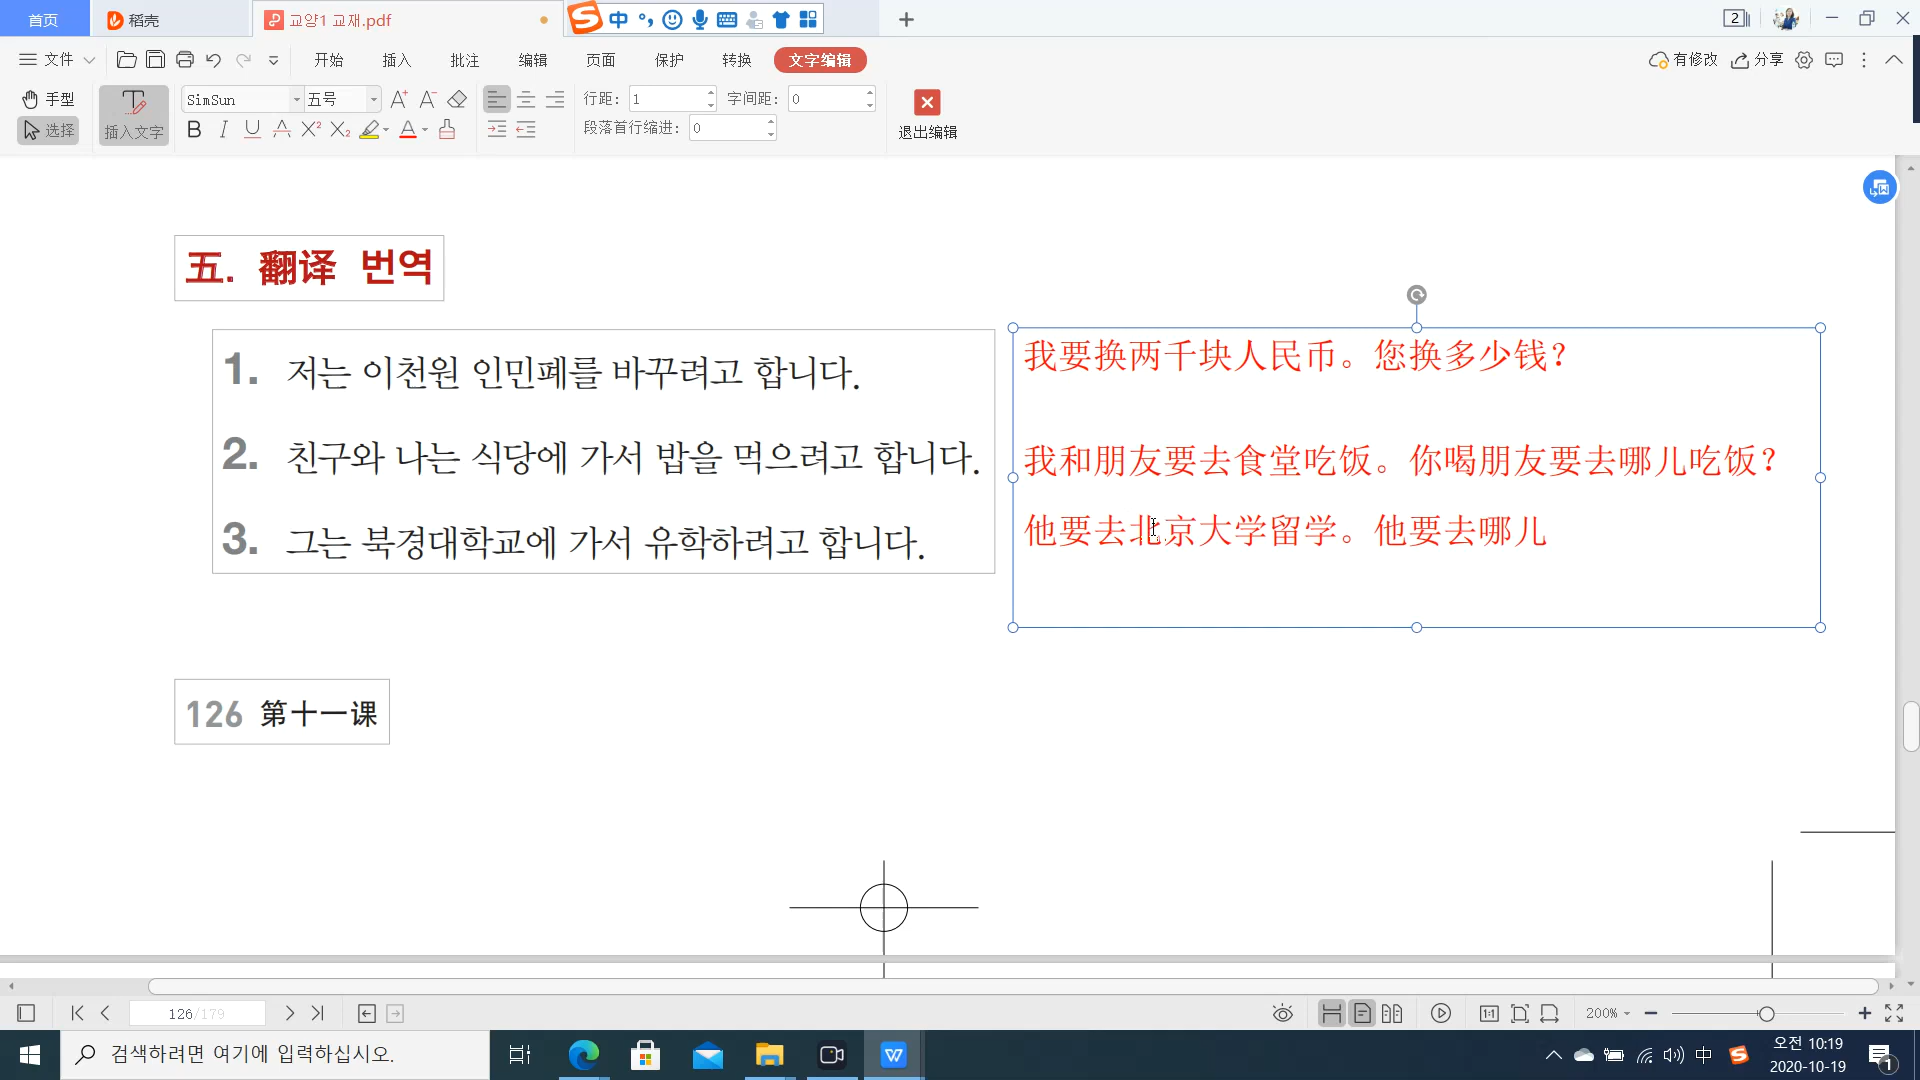 首页
稻壳
교양1 교재.pdf
中
2
文件
开始
插入
批注
编辑
页面
保护
转换
文字编辑
有修改
分享
手型
选择
插入文字
SimSun
五号
行距: 1
字间距: 0
段落首行缩进: 0
退出编辑
五. 翻译 번역
1. 저는 이천원 인민폐를 바꾸려고 합니다.
2. 친구와 나는 식당에 가서 밥을 먹으려고 합니다.
3. 그는 북경대학교에 가서 유학하려고 합니다.
我要换两千块人民币。您换多少钱?
我和朋友要去食堂吃饭。你喝朋友要去哪儿吃饭?
他要去北京大学留学。他要去哪儿
126 第十一课
126/179
1:1
200%
검색하려면 여기에 입력하십시오.
中
오전 10:19
2020-10-19
1